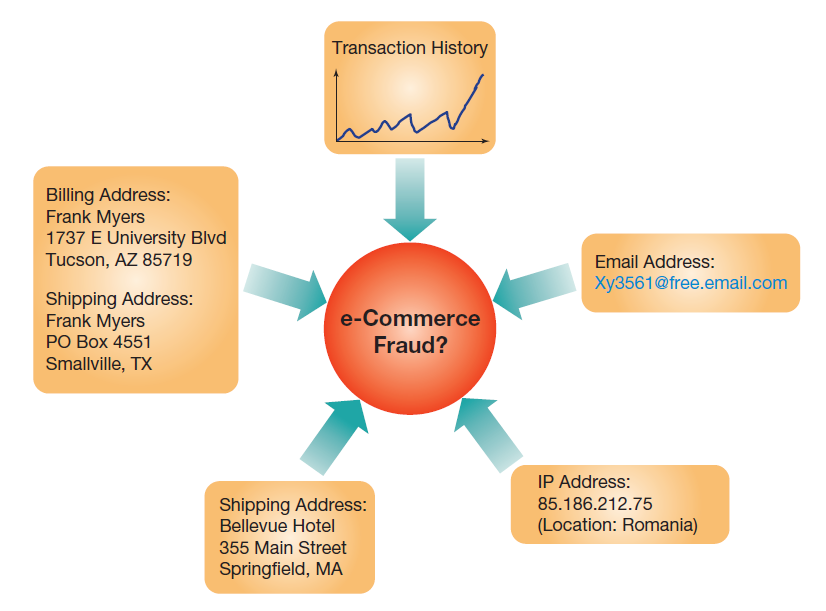 Transaction History
Billing Address:
Frank Myers
1737 E University Blvd
Tucson, AZ 85719
Shipping Address:
Frank Myers
PO Box 4551
Smallville, TX
Email Address:
Xy3561@free.email.com
e-Commerce
Fraud?
Shipping Address:
Bellevue Hotel
355 Main Street
Springfield, MA
IP Address:
85.186.212.75
(Location: Romania)